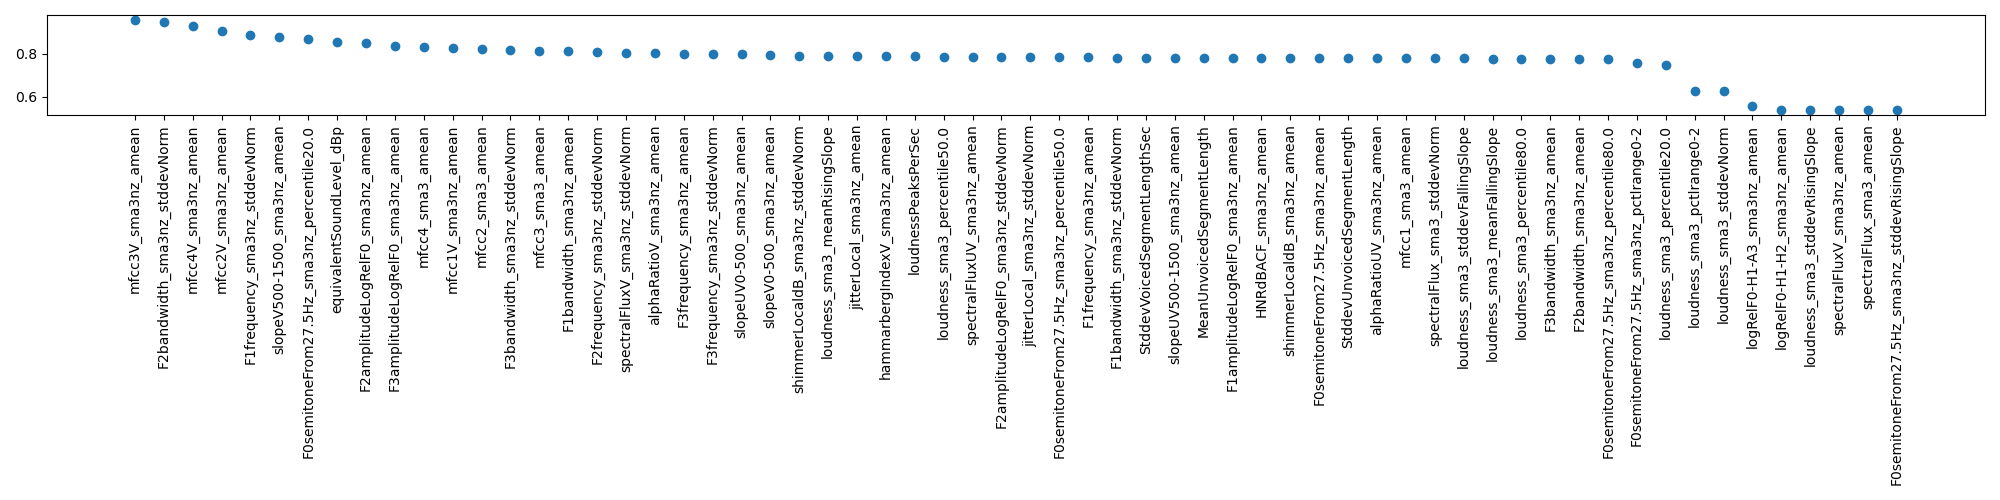 0.8
0.6
mfcc3V_sma3nz_amean
F2bandwidth_sma3nz_stddevNorm
mfcc4V_sma3nz_amean
mfcc2V_sma3nz_amean
F1frequency_sma3nz_stddevNorm
slopeV500-1500_sma3nz_amean
F0semitoneFrom27.5Hz_sma3nz_percentile20.0
equivalentSoundLevel_dBp
F2amplitudeLogRelF0_sma3nz_amean
F3amplitudeLogRelF0_sma3nz_amean
mfcc4_sma3_amean
mfcc1V_sma3nz_amean
mfcc2_sma3_amean
F3bandwidth_sma3nz_stddevNorm
mfcc3_sma3_amean
F1bandwidth_sma3nz_amean
F2frequency_sma3nz_stddevNorm
spectralFluxV_sma3nz_stddevNorm
alphaRatioV_sma3nz_amean
F3frequency_sma3nz_amean
F3frequency_sma3nz_stddevNorm
slopeUV0-500_sma3nz_amean
slopeV0-500_sma3nz_amean
shimmerLocaldB_sma3nz_stddevNorm
loudness_sma3_meanRisingSlope
jitterLocal_sma3nz_amean
hammarbergIndexV_sma3nz_amean
loudnessPeaksPerSec
loudness_sma3_percentile50.0
spectralFluxUV_sma3nz_amean
F2amplitudeLogRelF0_sma3nz_stddevNorm
jitterLocal_sma3nz_stddevNorm
F0semitoneFrom27.5Hz_sma3nz_percentile50.0
F1frequency_sma3nz_amean
F1bandwidth_sma3nz_stddevNorm
StddevVoicedSegmentLengthSec
slopeUV500-1500_sma3nz_amean
MeanUnvoicedSegmentLength
F1amplitudeLogRelF0_sma3nz_amean
HNRdBACF_sma3nz_amean
shimmerLocaldB_sma3nz_amean
F0semitoneFrom27.5Hz_sma3nz_amean
StddevUnvoicedSegmentLength
alphaRatioUV_sma3nz_amean
mfcc1_sma3_amean
spectralFlux_sma3_stddevNorm
loudness_sma3_stddevFallingSlope
loudness_sma3_meanFallingSlope
loudness_sma3_percentile80.0
F3bandwidth_sma3nz_amean
F2bandwidth_sma3nz_amean
F0semitoneFrom27.5Hz_sma3nz_percentile80.0
F0semitoneFrom27.5Hz_sma3nz_pctlrange0-2
loudness_sma3_percentile20.0
loudness_sma3_pctlrange0-2
loudness_sma3_stddevNorm
logRelF0-H1-A3_sma3nz_amean
logRelF0-H1-H2_sma3nz_amean
loudness_sma3_stddevRisingSlope
spectralFluxV_sma3nz_amean
spectralFlux_sma3_amean
F0semitoneFrom27.5Hz_sma3nz_stddevRisingSlope